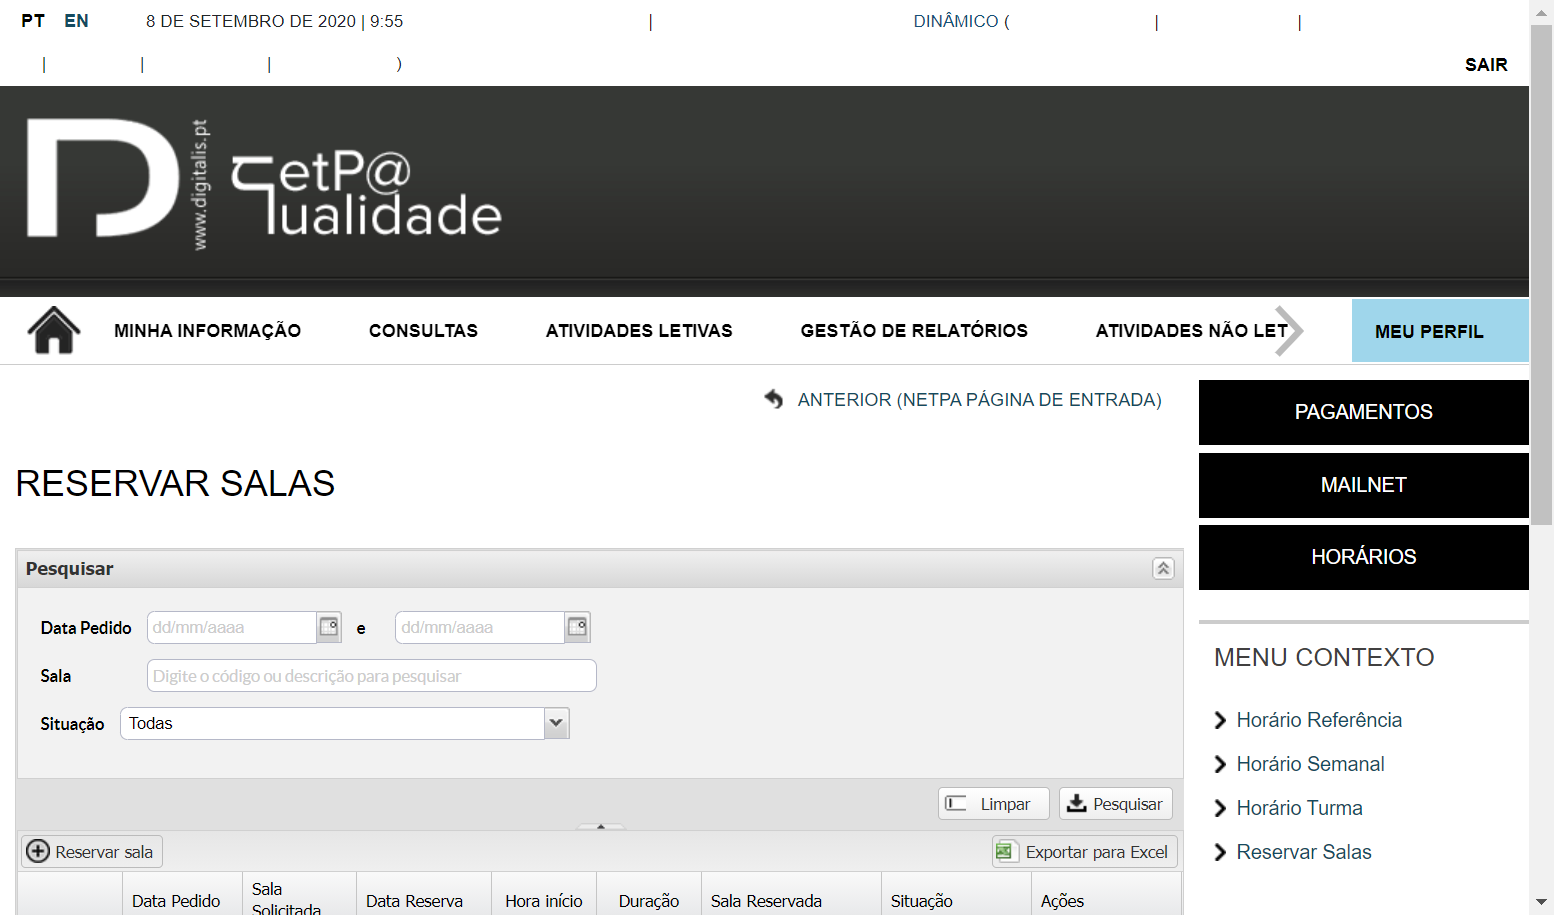 PT EN 8 DE SETEMBRO DE 2020 | 9:55 | DINÂMICO ( | |
| | | ) SAIR
www.digitalis.pt
netP@
qualidade
MINHA INFORMAÇÃO CONSULTAS ATIVIDADES LETIVAS GESTÃO DE RELATÓRIOS ATIVIDADES NÃO LET MEU PERFIL
ANTERIOR (NETPA PÁGINA DE ENTRADA)
PAGAMENTOS
MAILNET
HORÁRIOS
RESERVAR SALAS
Pesquisar
Data Pedido dd/mm/aaaa e dd/mm/aaaa
Sala Digite o código ou descrição para pesquisar
Situação Todas
Limpar Pesquisar
Reservar sala Exportar para Excel
Data Pedido Sala Solicitada Data Reserva Hora início Duração Sala Reservada Situação Ações
MENU CONTEXTO
Horário Referência
Horário Semanal
Horário Turma
Reservar Salas